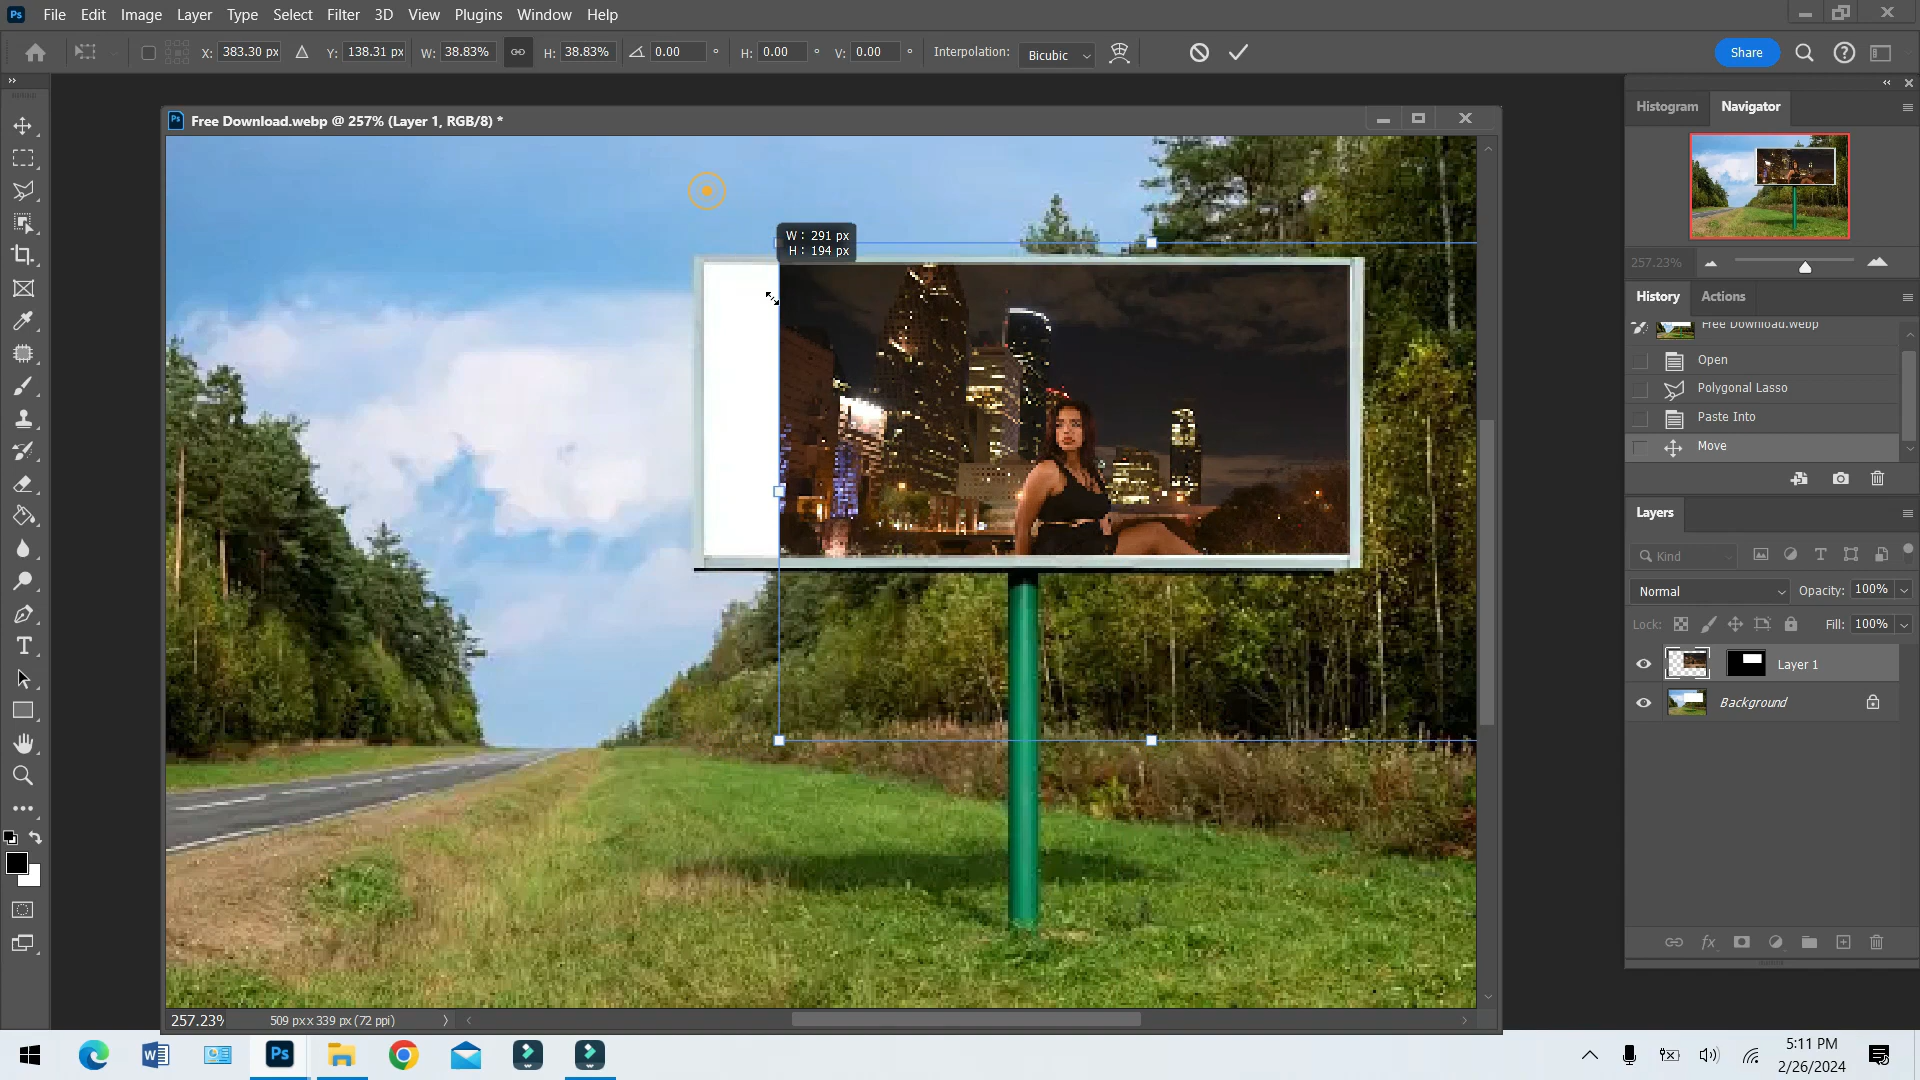 Ps File Edit Image Layer Type Select Filter 3D View Plugins Window Help
X: 383.30 px Y: 138.31 px W: 38.83% H: 38.83% 0.00 ° H: 0.00 ° V: 0.00 ° Interpolation: Bicubic Share
Free Download.webp @ 257% (Layer 1, RGB/8) *
W: 291 px
H: 194 px
257.23% 509 px x 339 px (72 ppi)
Histogram Navigator
257.23%
History Actions
Free Download.webp
Open
Polygonal Lasso
Paste Into
Move
Layers
Kind
Normal Opacity: 100%
Lock: Fill: 100%
Layer 1
Background
fx
Ps
5:11 PM
2/26/2024